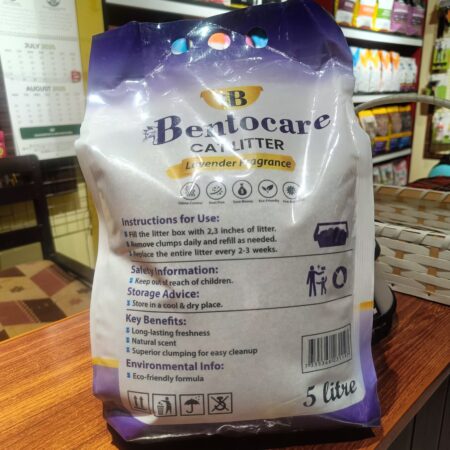 JULY 2025
AUGUST 2025
B
Bentocare
CAT LITTER
Lavender Fragrance
Instructions for Use:
Fill the litter box with 2,3 inches of litter.
Remove clumps daily and refill as needed.
Replace the entire litter every 2-3 weeks.
Safety Information:
Keep out of reach of children.
Storage Advice:
Store in a cool & dry place.
Key Benefits:
Long-lasting freshness
Natural scent
Superior clumping for easy cleanup
Environmental Info:
Eco-friendly formula
5 litre